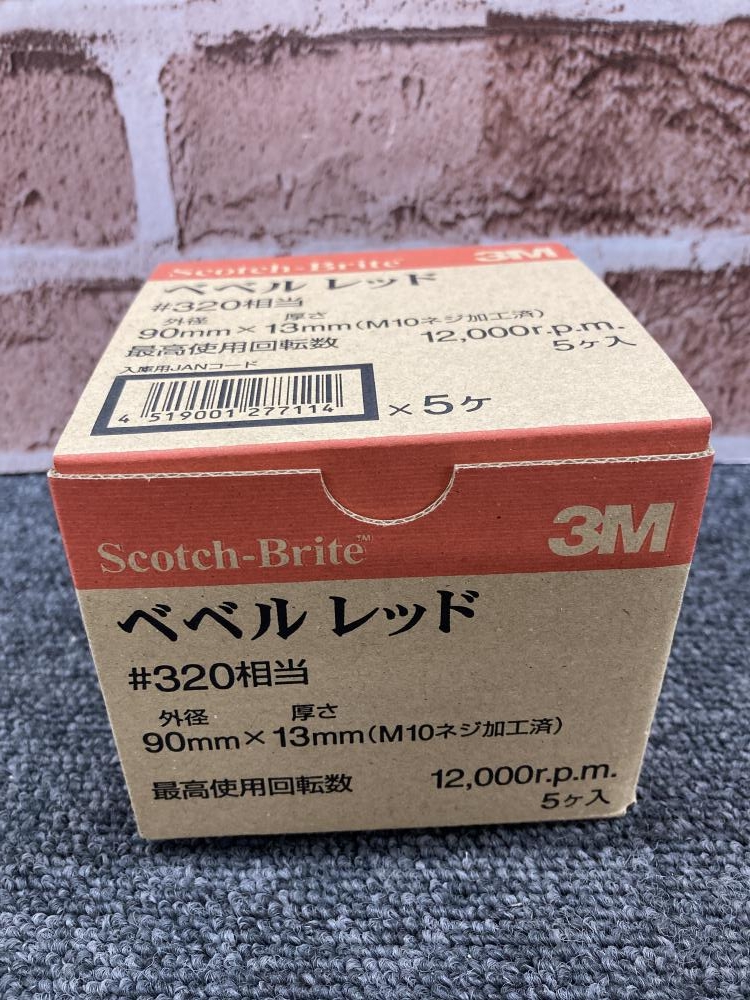 Scotch-Brite 3M
ベベル レッド
#320相当
外径 厚さ
90mm×13mm(M10ネジ加工済)
最高使用回転数 12,000r.p.m.
5ヶ入
入庫用JANコード
4 519001 277114
×5ヶ
Scotch-Brite™ 3M
ベベル レッド
#320相当
外径 厚さ
90mm×13mm(M10ネジ加工済)
最高使用回転数 12,000r.p.m.
5ヶ入